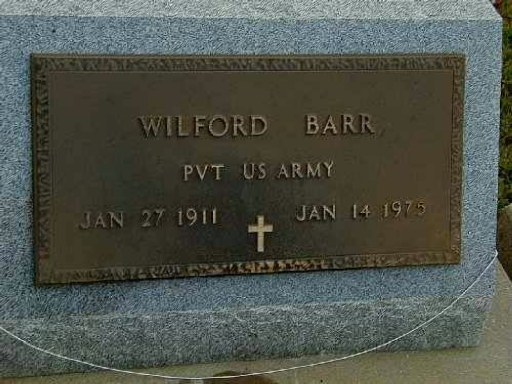 WILFORD BARR
PVT US ARMY
JAN 27 1911 JAN 14 1975